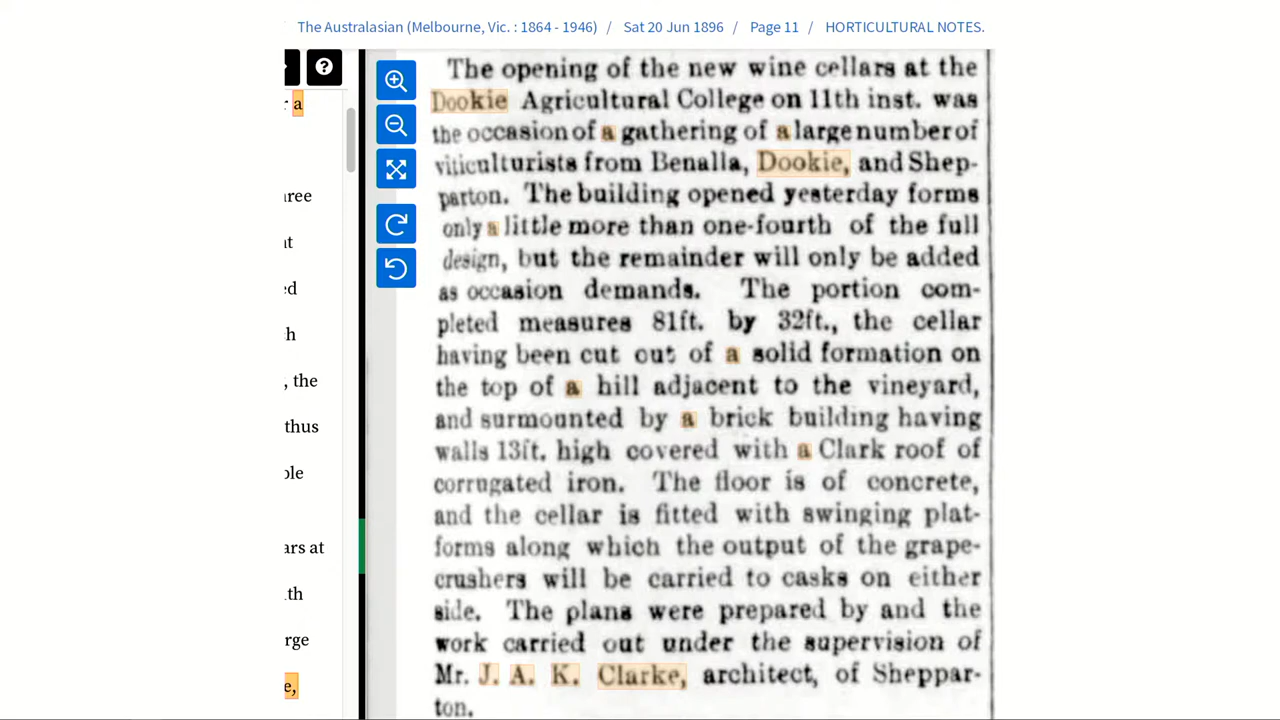 The Australasian (Melbourne, Vic. : 1864 - 1946) / Sat 20 Jun 1896 / Page 11 / HORTICULTURAL NOTES.
r a
ree
nt
ed
h
, the
thus
ole
ars at
th
rge
e,
The opening of the new wine cellars at the
Dookie Agricultural College on 11th inst. was
the occasion of a gathering of a large number of
viticulturists from Benalla, Dookie, and Shep-
parton. The building opened yesterday forms
only a little more than one-fourth of the full
design, but the remainder will only be added
as occasion demands. The portion com-
pleted measures 81ft. by 32ft., the cellar
having been cut out of a solid formation on
the top of a hill adjacent to the vineyard,
and surmounted by a brick building having
walls 13ft. high covered with a Clark roof of
corrugated iron. The floor is of concrete,
and the cellar is fitted with swinging plat-
forms along which the output of the grape-
crushers will be carried to casks on either
side. The plans were prepared by and the
work carried out under the supervision of
Mr. J. A. K. Clarke, architect, of Sheppar-
ton.